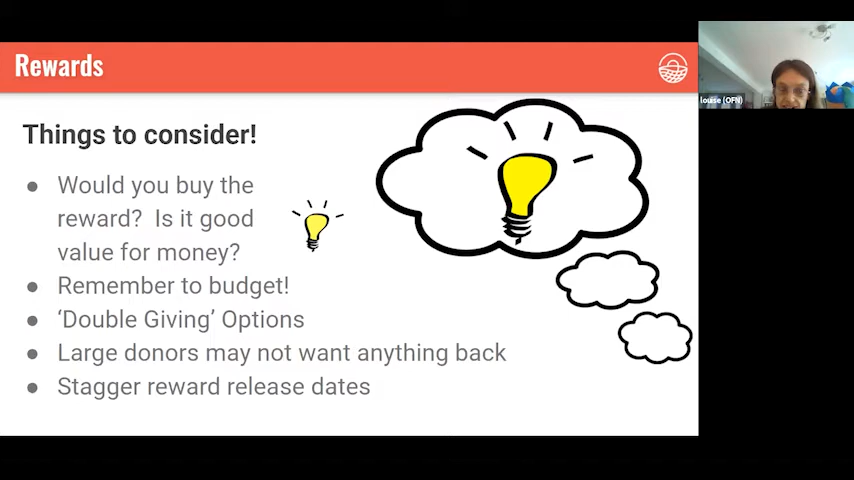 Rewards
louise (OFN)
Things to consider!
● Would you buy the
reward? Is it good
value for money?
● Remember to budget!
● ‘Double Giving’ Options
● Large donors may not want anything back
● Stagger reward release dates